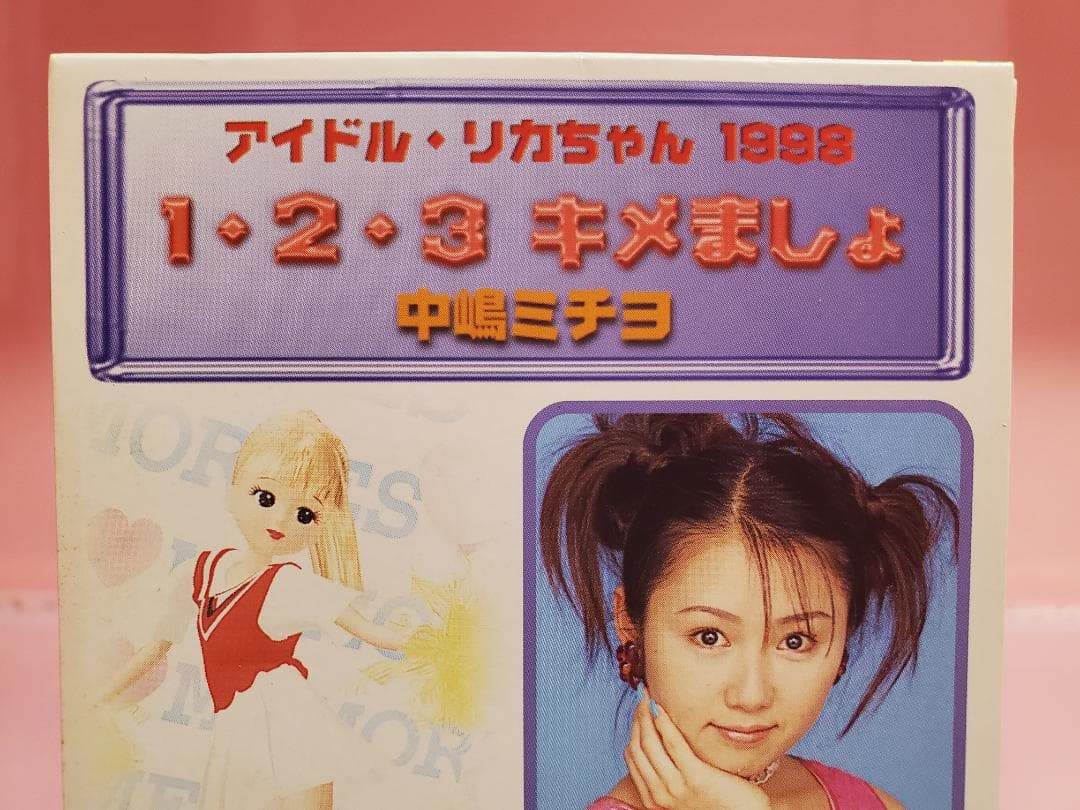 アイドル・リカちゃん 1998
1・2・3 キメましょ
中嶋ミチヨ